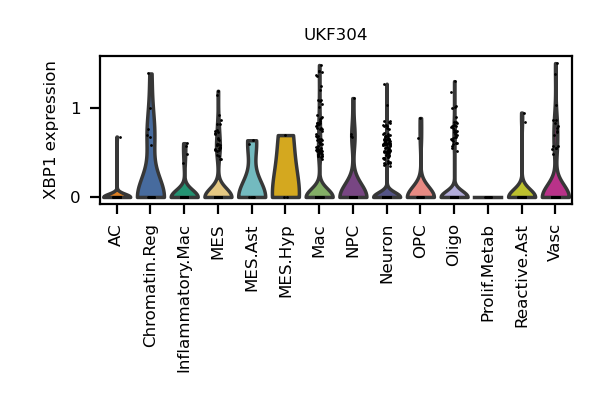 UKF304
XBP1 expression
1
0
AC
Chromatin.Reg
Inflammatory.Mac
MES
MES.Ast
MES.Hyp
Mac
NPC
Neuron
OPC
Oligo
Prolif.Metab
Reactive.Ast
Vasc